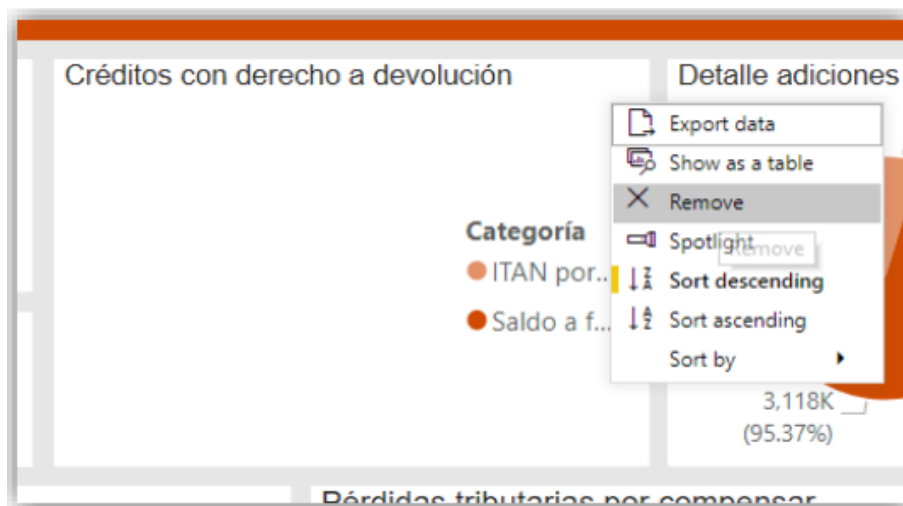 Créditos con derecho a devolución
Detalle adiciones
Export data
Show as a table
Remove
Categoría
Spotlight
Remove
ITAN por...
Sort descending
Saldo a f...
Sort ascending
Sort by
3,118K
(95.37%)
Pérdidas tributarias por compensar